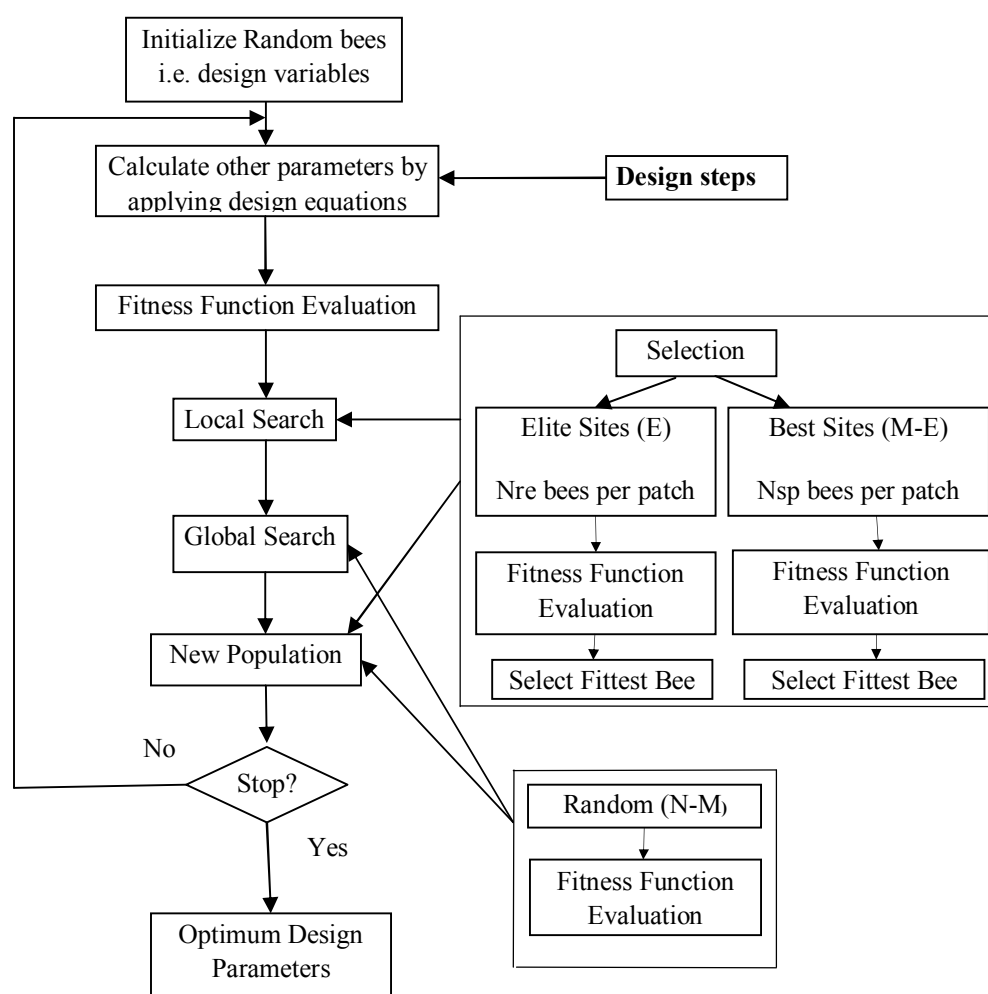 Initialize Random bees
i.e. design variables
Calculate other parameters by
applying design equations
Design steps
Fitness Function Evaluation
Selection
Local Search
Elite Sites (E)
Nre bees per patch
Best Sites (M-E)
Nsp bees per patch
Global Search
Fitness Function
Evaluation
Fitness Function
Evaluation
New Population
Select Fittest Bee
Select Fittest Bee
No
Stop?
Yes
Random (N-M)
Fitness Function
Evaluation
Optimum Design
Parameters